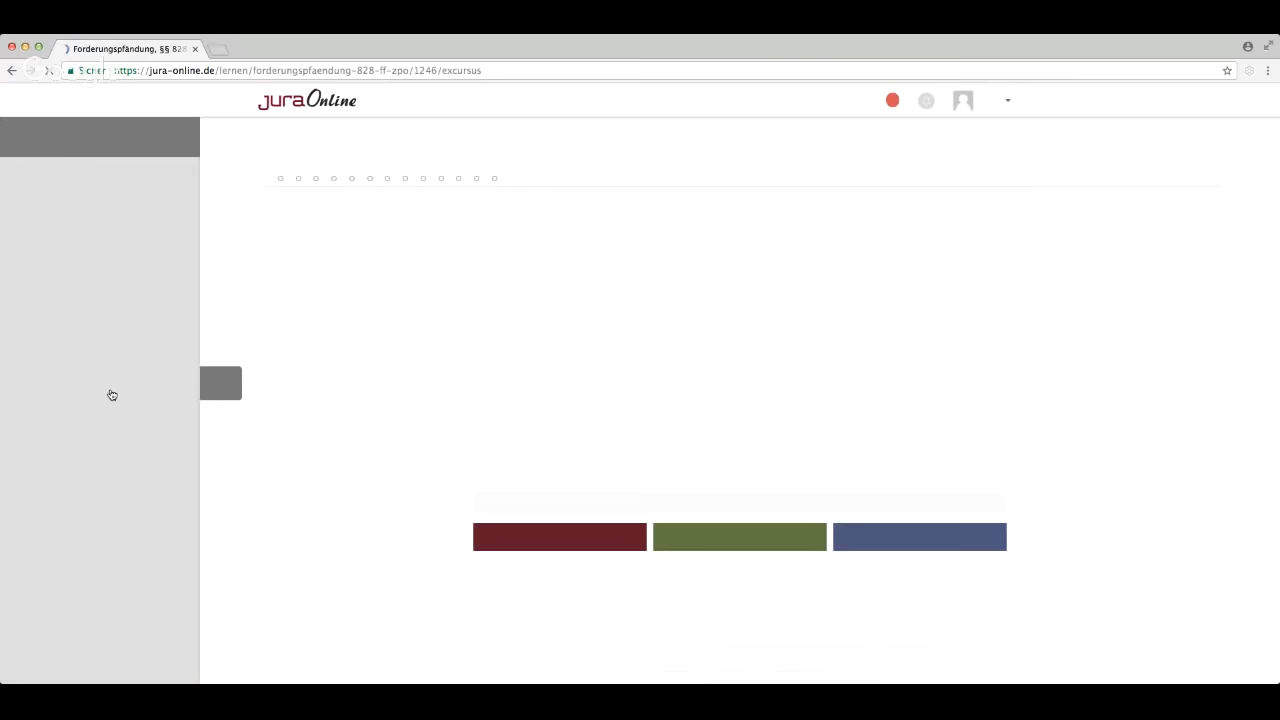 Forderungspfändung, §§ 828
Sicher https://jura-online.de/lernen/forderungspfaendung-828-ff-zpo/1246/excursus
juraOnline